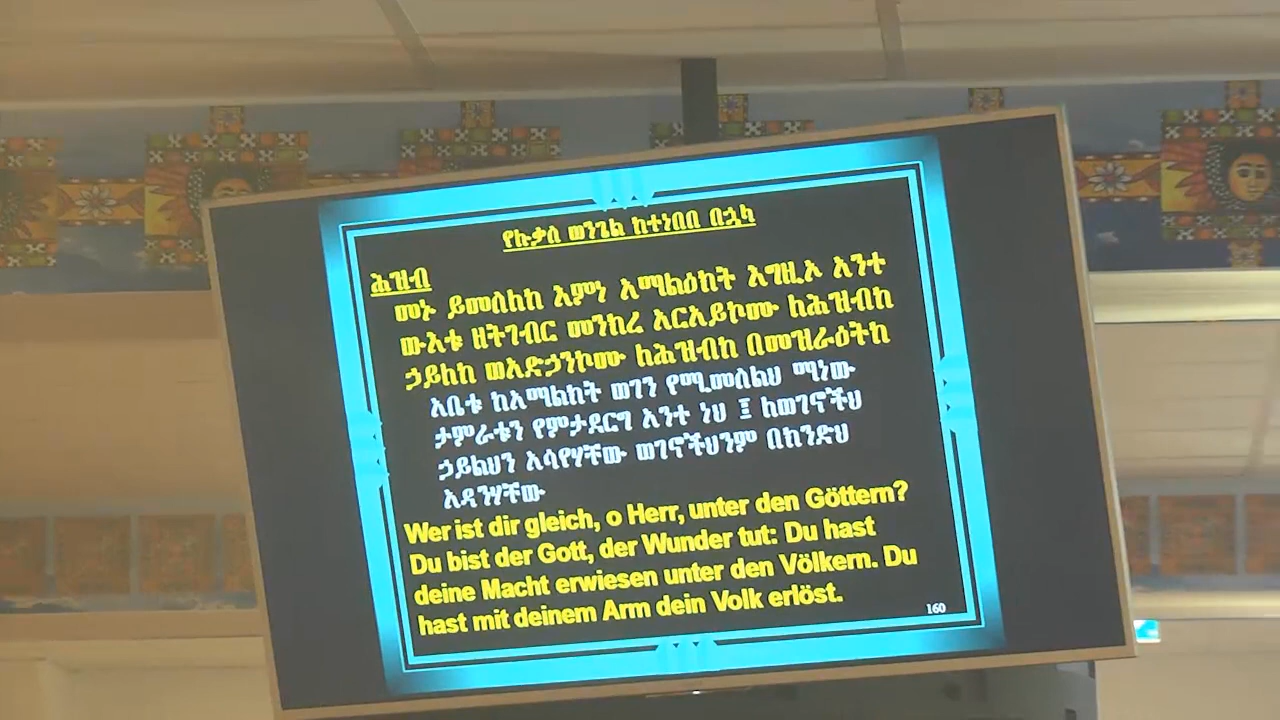 የሉቃስ ወንጌል ከተነበበ በኋላ
ሕዝብ
መኑ ይመስለከ እምነ አማልዕክት እግዚኦ አንተ
ውእቱ ዘትገብር መንክረ አርአይኮሙ ለሕዝብከ
ኃይለከ ወአድኃንኮሙ ለሕዝብከ በመዝራዕትከ
አቤቱ ከአማልክት ወገን የሚመስልህ ማነው
ታምራቱን የምታደርግ አንተ ነህ ፤ ለወገኖችህ
ኃይልህን አሳየሃቸው ወገኖችህንም በክንድህ
አዳንሃቸው
Wer ist dir gleich, o Herr, unter den Göttern?
Du bist der Gott, der Wunder tut: Du hast
deine Macht erwiesen unter den Völkern. Du
hast mit deinem Arm dein Volk erlöst.
160